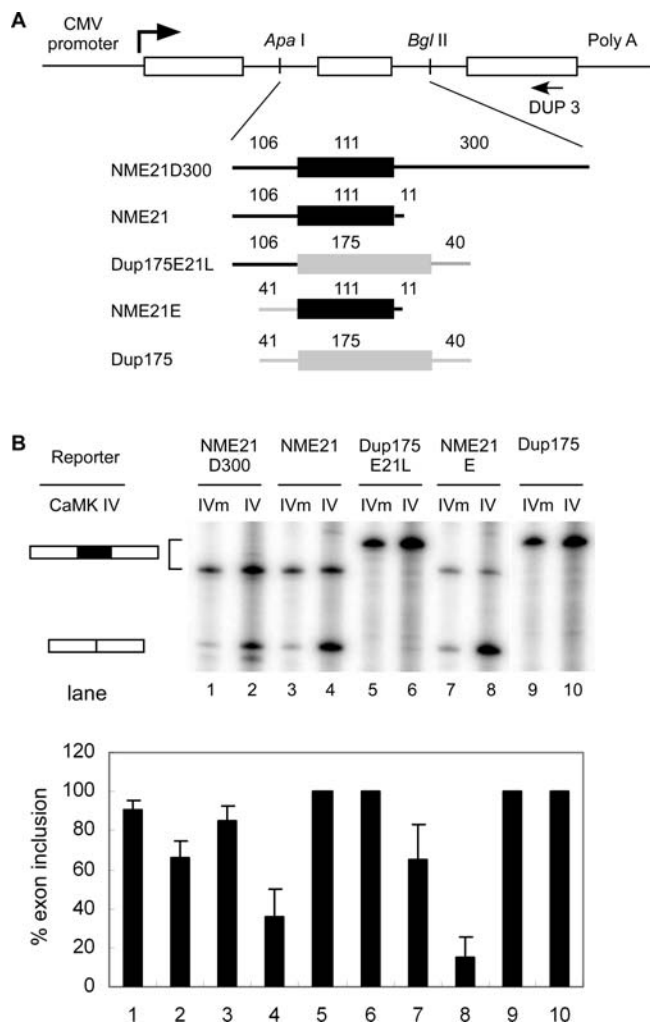 A
CMV promoter
Apa I
Bgl II
Poly A
DUP 3
106 111 300
NME21D300
106 111 11
NME21
106 175 40
Dup175E21L
41 111 11
NME21E
41 175 40
Dup175
B
Reporter
NME21 D300
NME21
Dup175 E21L
NME21 E
Dup175
CaMK IV
IVm IV IVm IV IVm IV IVm IV IVm IV
lane
1 2 3 4 5 6 7 8 9 10
% exon inclusion
120
100
80
60
40
20
0
1 2 3 4 5 6 7 8 9 10